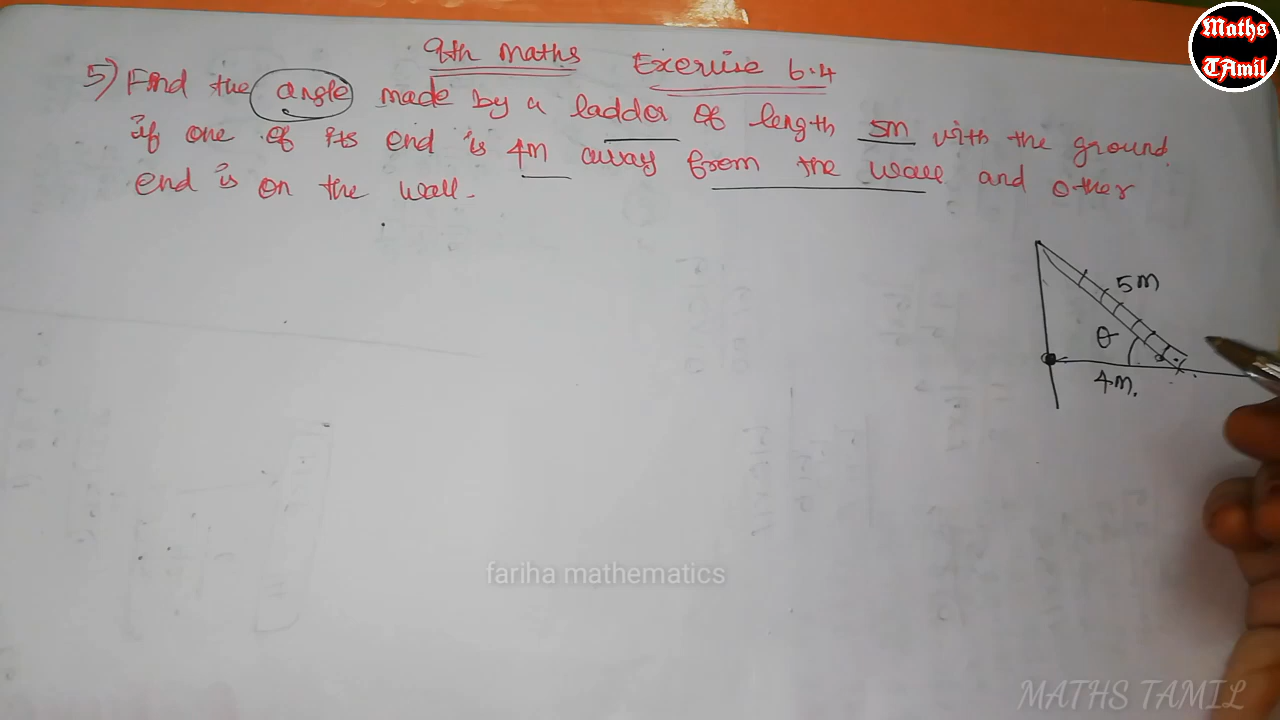 Maths
TAmil
9th Maths Exercise 6.4
5) Find the angle made by a ladder of length 5m with the ground
if one of its end is 4m away from the wall and other
end is on the wall.
5m
θ
4m.
fariha mathematics
MATHS TAMIL